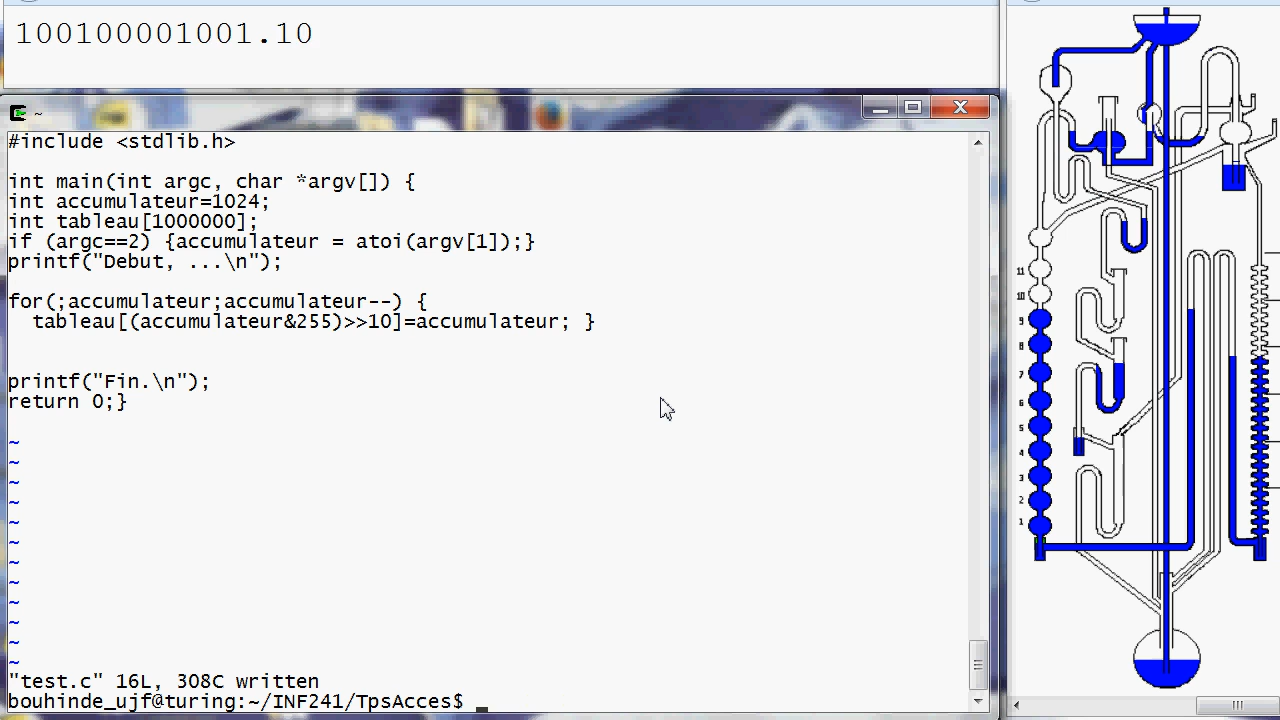 100100001001.10
~
#include <stdlib.h>
int main(int argc, char *argv[]) {
int accumulateur=1024;
int tableau[1000000];
if (argc==2) {accumulateur = atoi(argv[1]);}
printf("Debut, ...\n");
for(;accumulateur;accumulateur--) {
  tableau[(accumulateur&255)>>10]=accumulateur; }
printf("Fin.\n");
return 0;}
~
~
~
~
~
~
~
~
~
~
~
~
"test.c" 16L, 308C written
bouhinde_ujf@turing:~/INF241/TpsAcces$
11
10
9
8
7
6
5
4
3
2
1